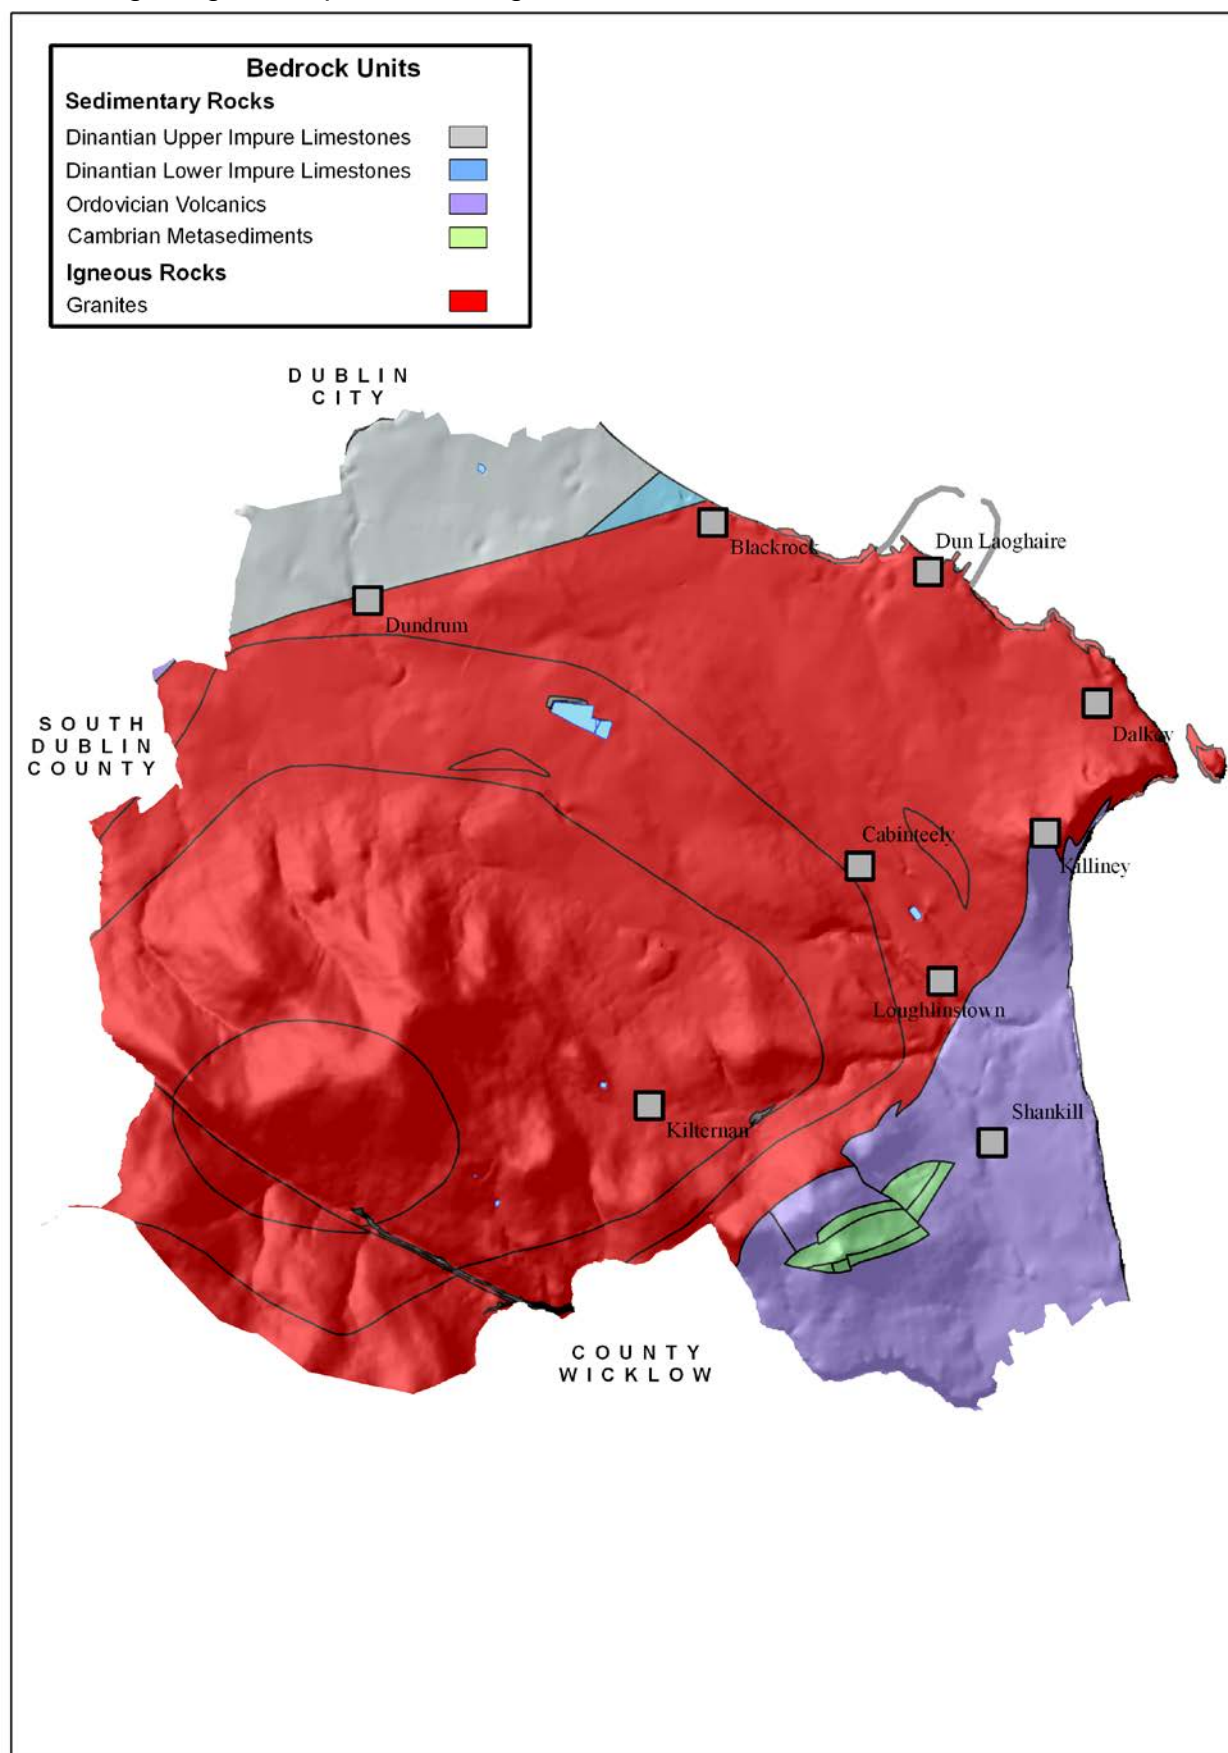 Bedrock Units
Sedimentary Rocks
Dinantian Upper Impure Limestones
Dinantian Lower Impure Limestones
Ordovician Volcanics
Cambrian Metasediments
Igneous Rocks
Granites
DUBLIN
CITY
Blackrock
Dun Laoghaire
Dundrum
SOUTH
DUBLIN
COUNTY
Dalkey
Cabinteely
Killiney
Loughlinstown
Shankill
Kilternan
COUNTY
WICKLOW